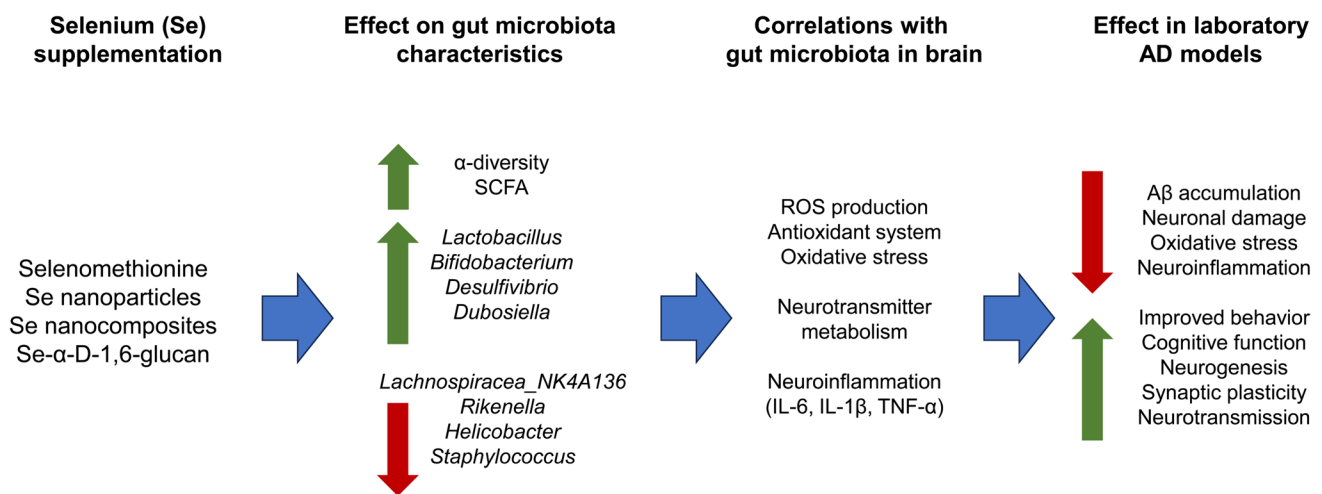 Selenium (Se)
supplementation
Effect on gut microbiota
characteristics
Correlations with
gut microbiota in brain
Effect in laboratory
AD models
Selenomethionine
Se nanoparticles
Se nanocomposites
Se-α-D-1,6-glucan
α-diversity
SCFA
Lactobacillus
Bifidobacterium
Desulfivibrio
Dubosiella
Lachnospiracea_NK4A136
Rikenella
Helicobacter
Staphylococcus
ROS production
Antioxidant system
Oxidative stress
Neurotransmitter
metabolism
Neuroinflammation
(IL-6, IL-1β, TNF-α)
Aβ accumulation
Neuronal damage
Oxidative stress
Neuroinflammation
Improved behavior
Cognitive function
Neurogenesis
Synaptic plasticity
Neurotransmission